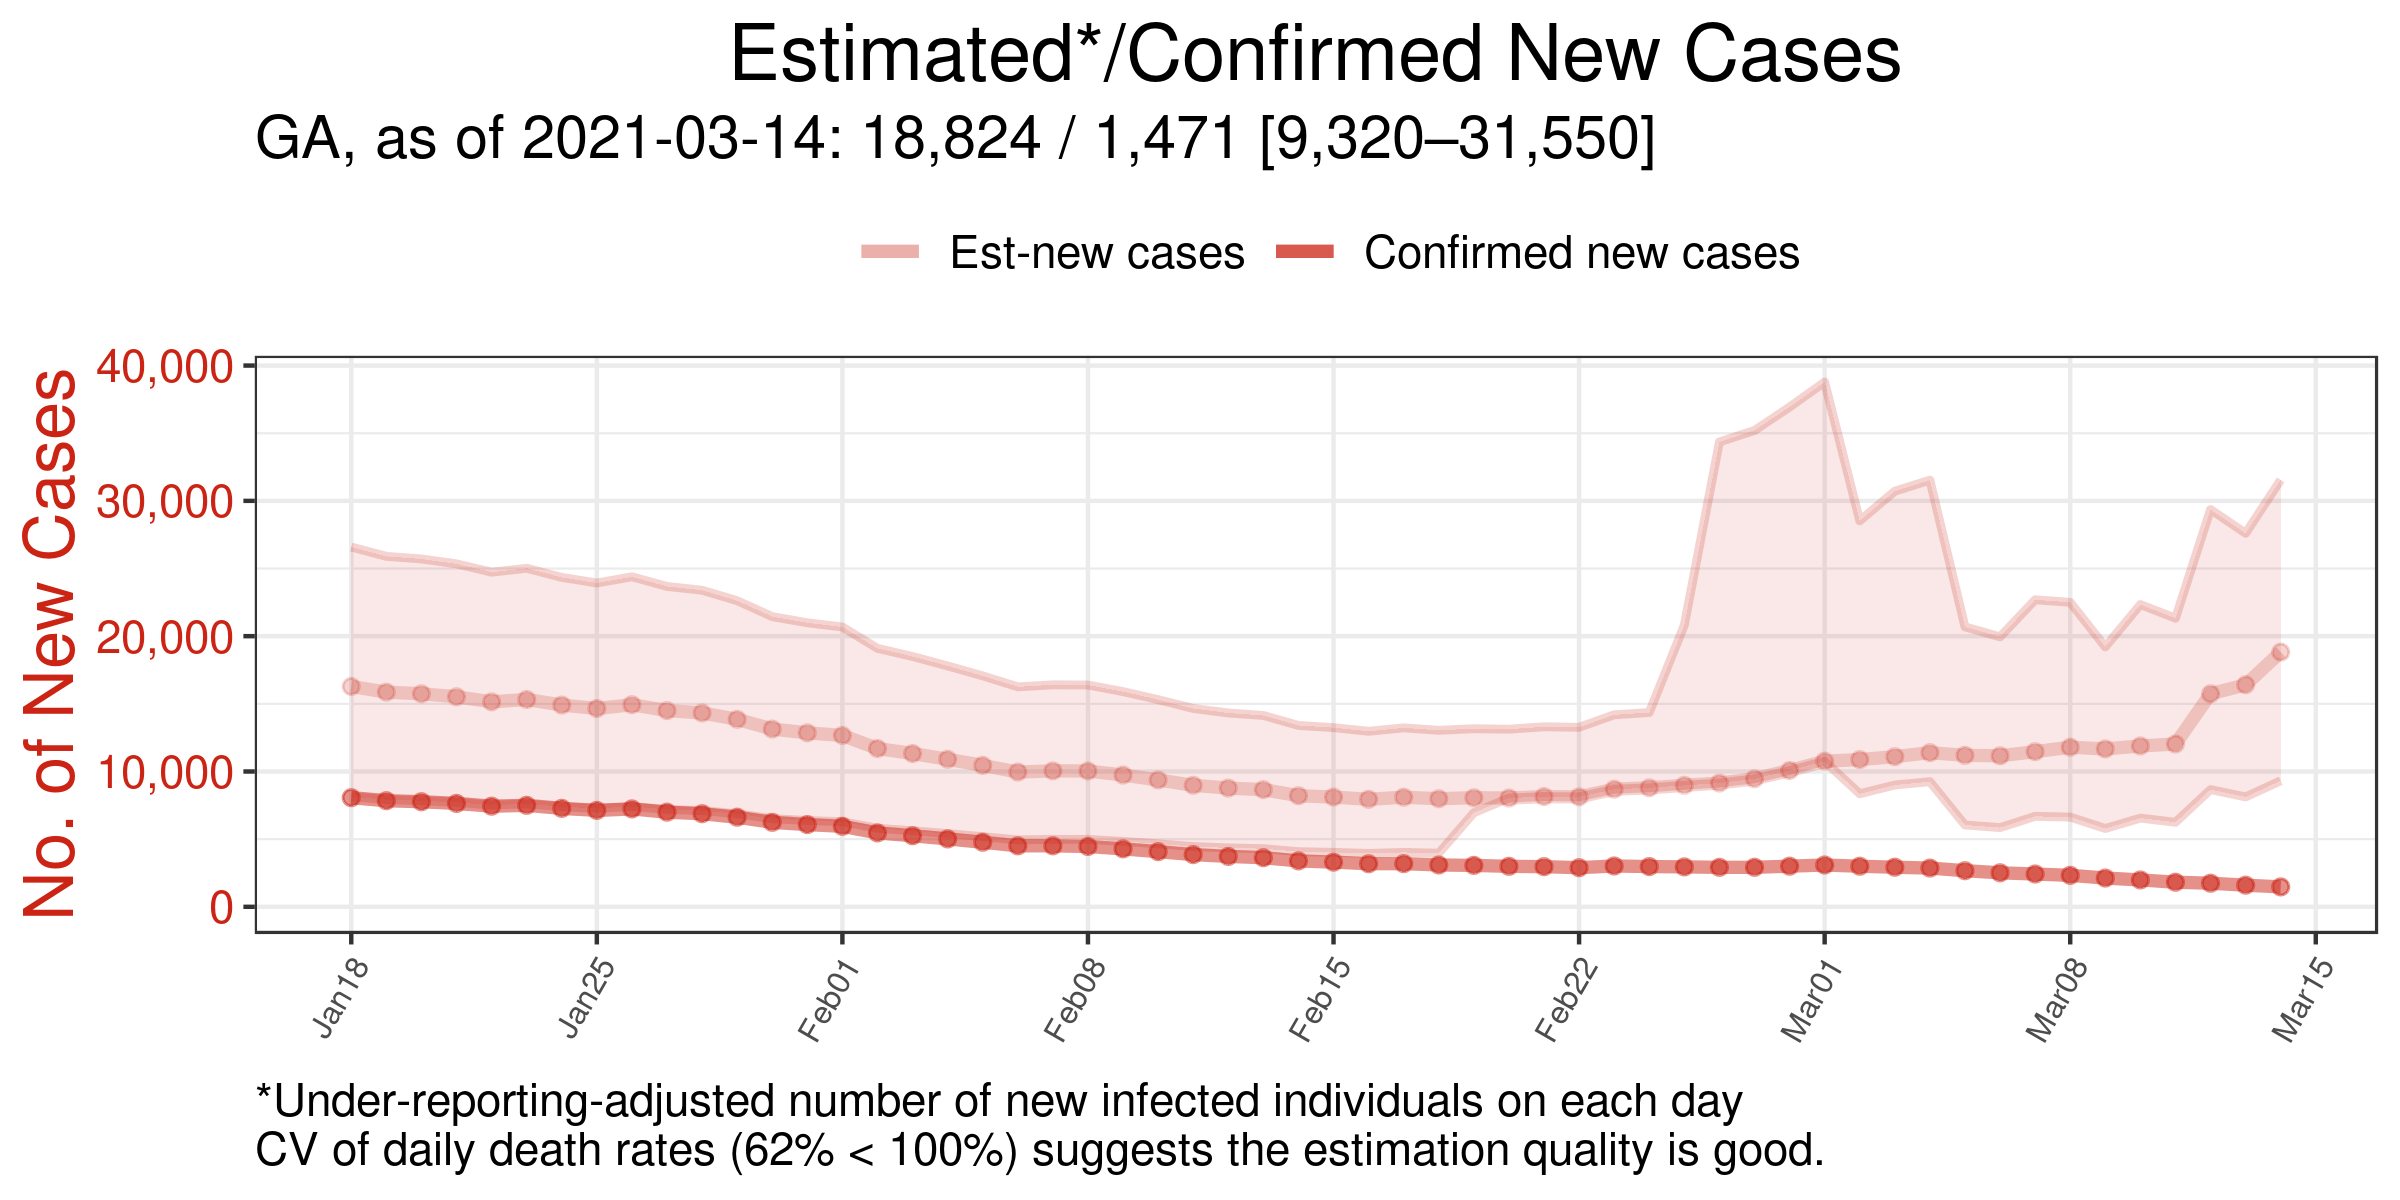 Estimated*/Confirmed New Cases
GA, as of 2021-03-14: 18,824 / 1,471 [9,320–31,550]
Est-new cases
Confirmed new cases
No. of New Cases
40,000
30,000
20,000
10,000
0
Jan18
Jan25
Feb01
Feb08
Feb15
Feb22
Mar01
Mar08
Mar15
*Under-reporting-adjusted number of new infected individuals on each day
CV of daily death rates (62% < 100%) suggests the estimation quality is good.